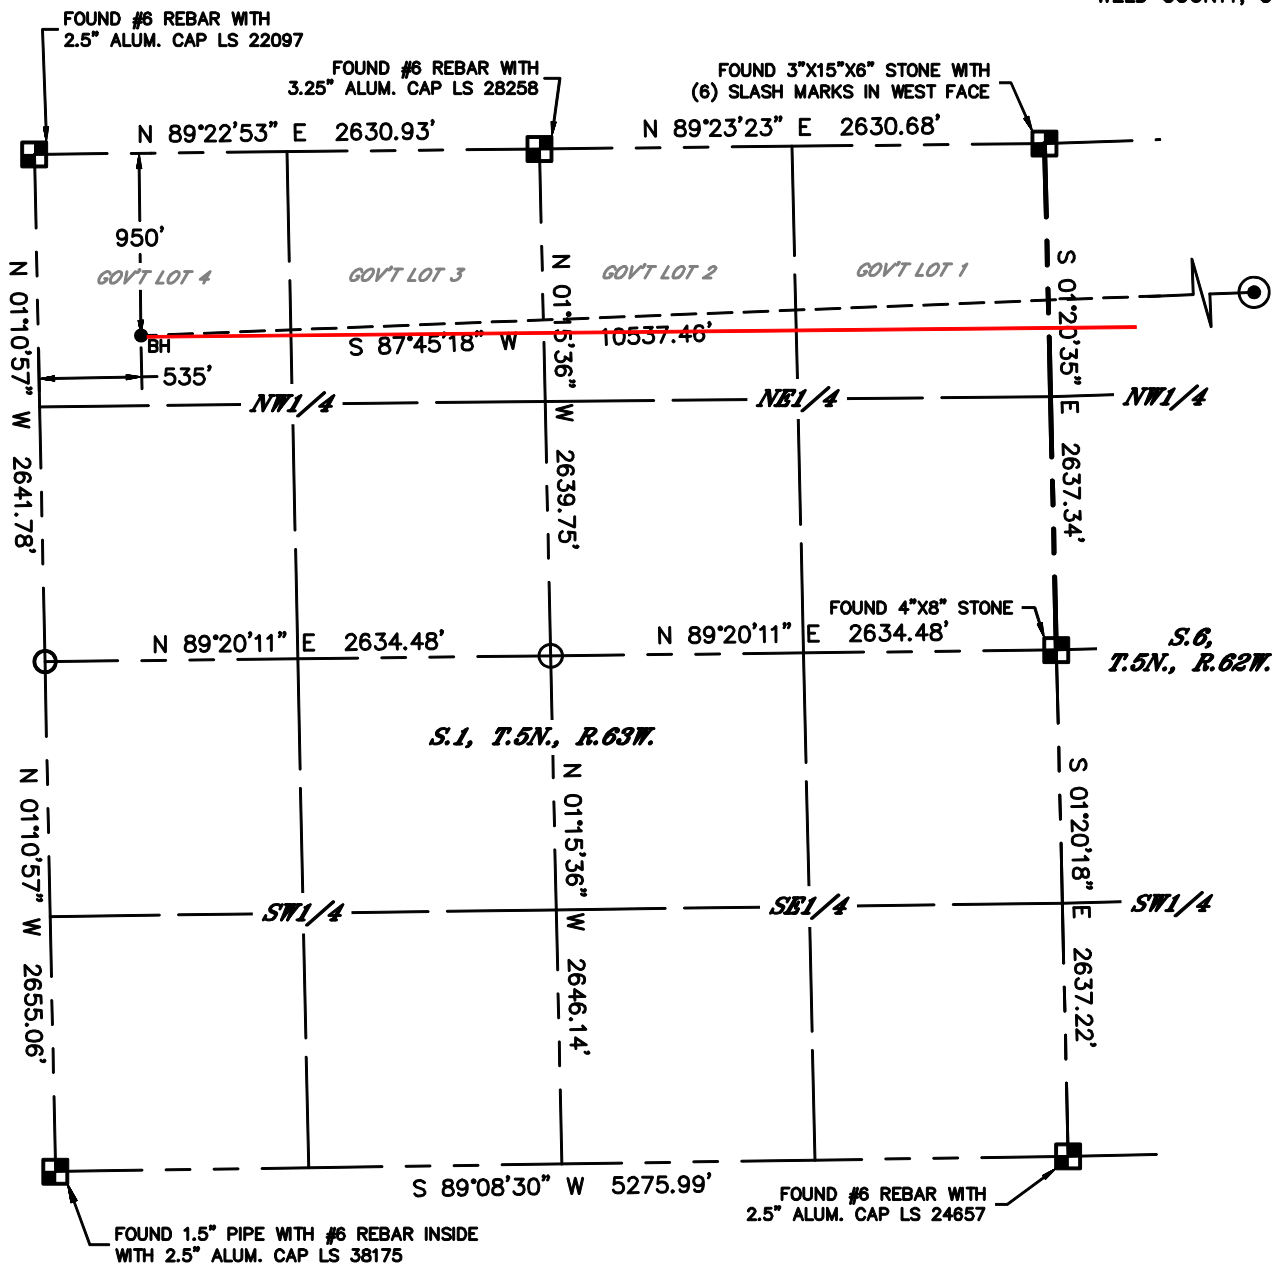 FOUND #6 REBAR WITH
2.5" ALUM. CAP LS 22097
FOUND #6 REBAR WITH
3.25" ALUM. CAP LS 28258
FOUND 3"X15"X6" STONE WITH
(6) SLASH MARKS IN WEST FACE
N 89°22'53" E 2630.93'
N 89°23'23" E 2630.68'
950'
GOV'T LOT 4
GOV'T LOT 3
GOV'T LOT 2
GOV'T LOT 1
N 01°10'57" W 2641.78'
N 01°15'36" W 2639.75'
S 01°20'35" E 2637.34'
BH
S 87°45'18" W 10537.46'
535'
NW1/4
NE1/4
NW1/4
FOUND 4"X8" STONE
N 89°20'11" E 2634.48'
N 89°20'11" E 2634.48'
S.6,
T.5N., R.62W.
S.1, T.5N., R.63W.
N 01°10'57" W 2655.06'
N 01°15'36" W 2646.14'
S 01°20'18" E 2637.22'
SW1/4
SE1/4
SW1/4
S 89°08'30" W 5275.99'
FOUND #6 REBAR WITH
2.5" ALUM. CAP LS 24657
FOUND 1.5" PIPE WITH #6 REBAR INSIDE
WITH 2.5" ALUM. CAP LS 38175